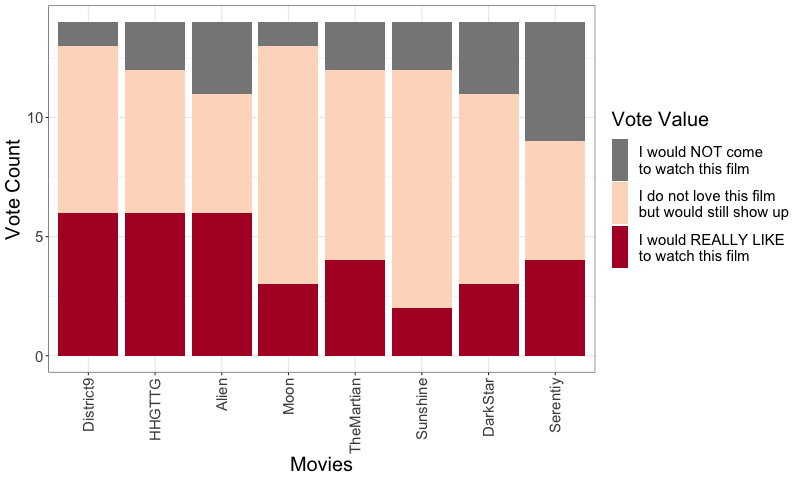 10
5
0
Vote Count
District9
HHGTTG
Alien
Moon
TheMartian
Sunshine
DarkStar
Serentiy
Movies
Vote Value
I would NOT come
to watch this film
I do not love this film
but would still show up
I would REALLY LIKE
to watch this film